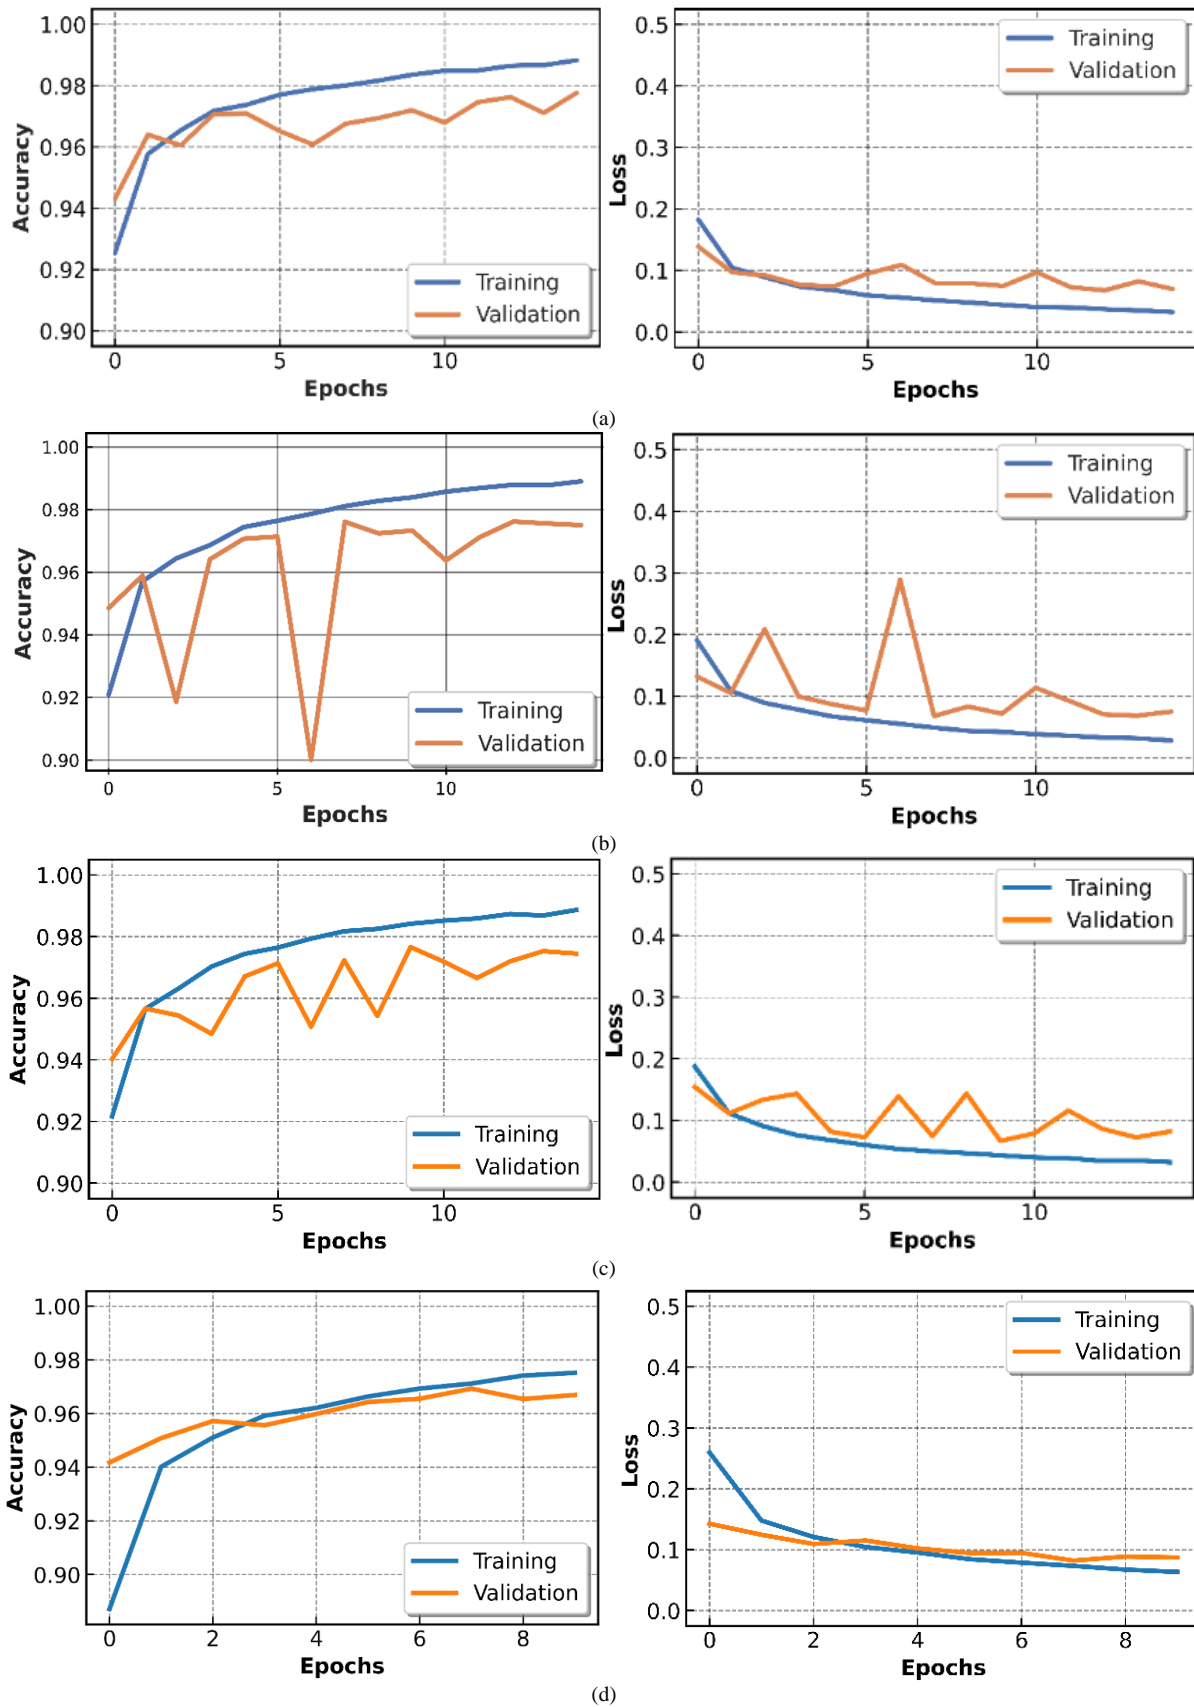 1.00
0.98
0.96
0.94
0.92
0.90
Accuracy
0 5 10
Epochs
Training
Validation
0.5
0.4
0.3
0.2
0.1
0.0
Loss
0 5 10
Epochs
Training
Validation
(a)
1.00
0.98
0.96
0.94
0.92
0.90
Accuracy
0 5 10
Epochs
Training
Validation
0.5
0.4
0.3
0.2
0.1
0.0
Loss
0 5 10
Epochs
Training
Validation
(b)
1.00
0.98
0.96
0.94
0.92
0.90
Accuracy
0 5 10
Epochs
Training
Validation
0.5
0.4
0.3
0.2
0.1
0.0
Loss
0 5 10
Epochs
Training
Validation
(c)
1.00
0.98
0.96
0.94
0.92
0.90
Accuracy
0 2 4 6 8
Epochs
Training
Validation
0.5
0.4
0.3
0.2
0.1
0.0
Loss
0 2 4 6 8
Epochs
Training
Validation
(d)